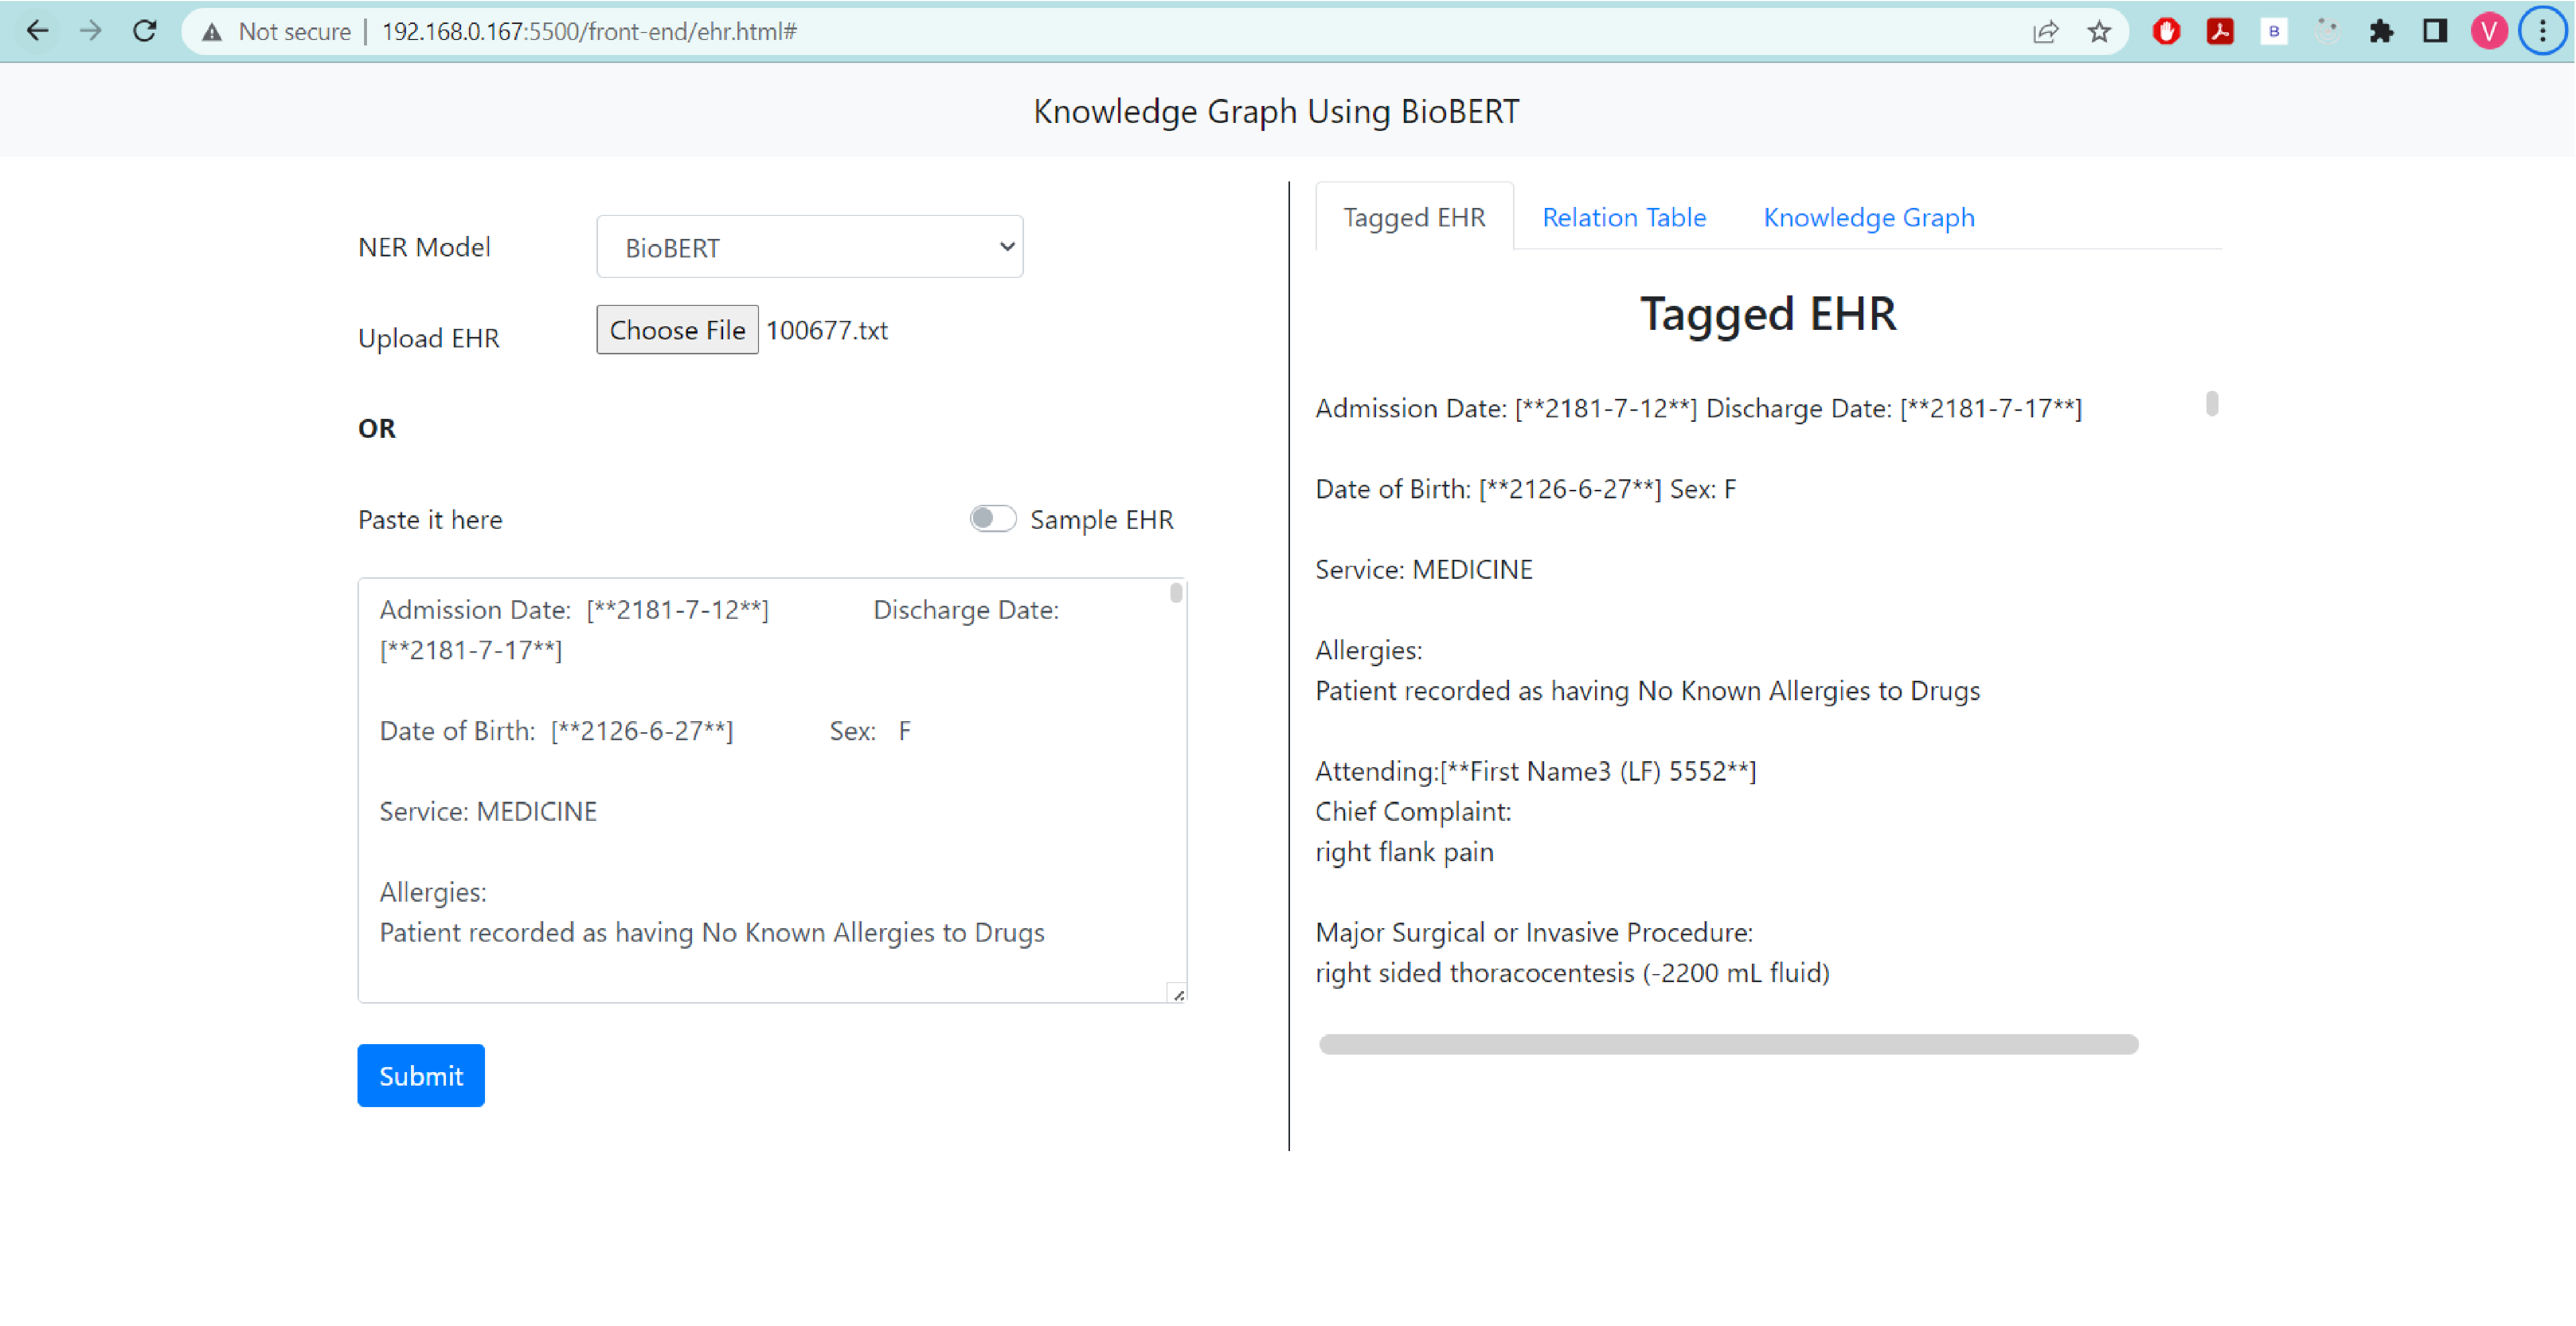 Not secure | 192.168.0.167:5500/front-end/ehr.html#
B
V
Knowledge Graph Using BioBERT
NER Model
BioBERT
Upload EHR
Choose File 100677.txt
OR
Paste it here
Sample EHR
Admission Date:  [**2181-7-12**]              Discharge Date:
[**2181-7-17**]
Date of Birth:  [**2126-6-27**]             Sex:   F
Service: MEDICINE
Allergies:
Patient recorded as having No Known Allergies to Drugs
Submit
Tagged EHR
Relation Table
Knowledge Graph
Tagged EHR
Admission Date: [**2181-7-12**] Discharge Date: [**2181-7-17**]
Date of Birth: [**2126-6-27**] Sex: F
Service: MEDICINE
Allergies:
Patient recorded as having No Known Allergies to Drugs
Attending:[**First Name3 (LF) 5552**]
Chief Complaint:
right flank pain
Major Surgical or Invasive Procedure:
right sided thoracocentesis (-2200 mL fluid)